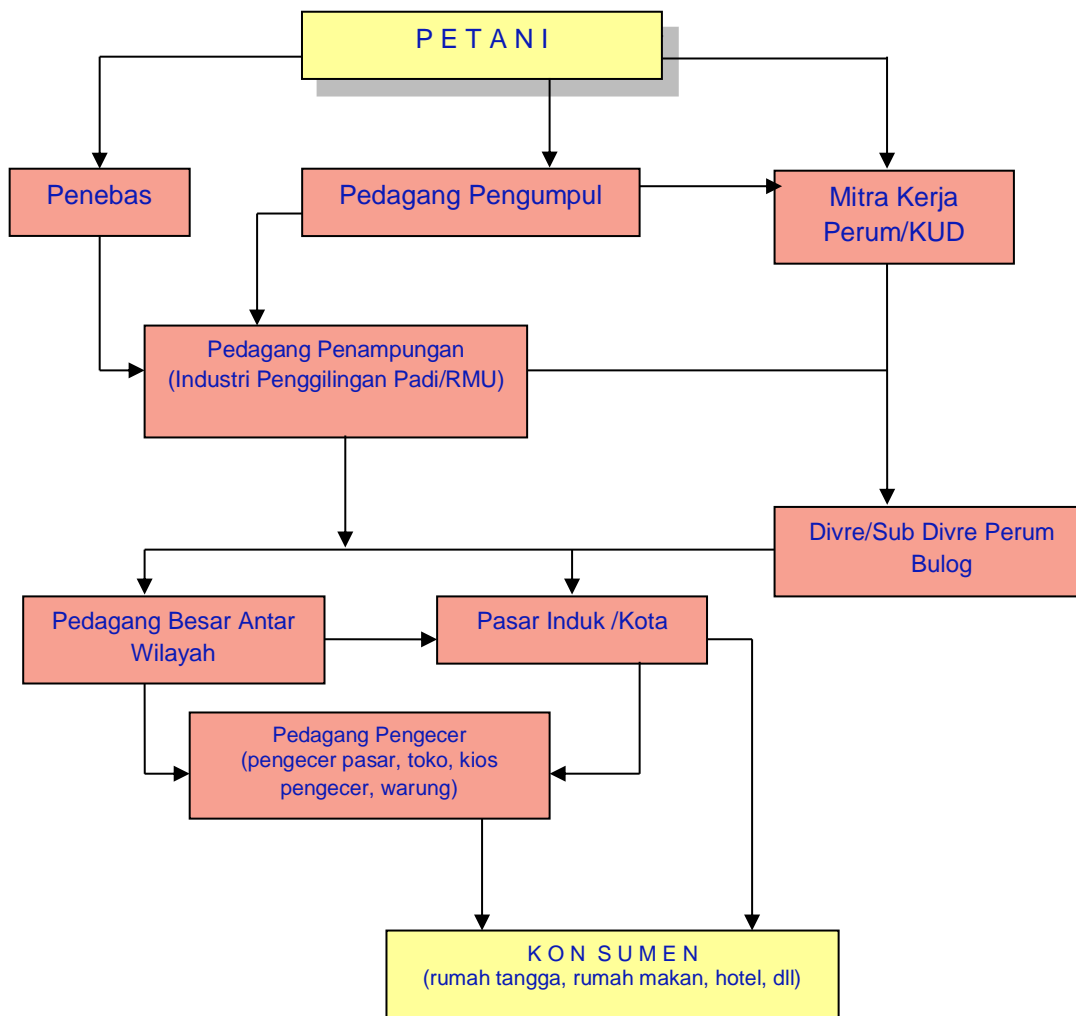 P E T A N I
Penebas
Pedagang Pengumpul
Mitra Kerja
Perum/KUD
Pedagang Penampungan
(Industri Penggilingan Padi/RMU)
Divre/Sub Divre Perum
Bulog
Pedagang Besar Antar
Wilayah
Pasar Induk /Kota
Pedagang Pengecer
(pengecer pasar, toko, kios
pengecer, warung)
K O N S U M E N
(rumah tangga, rumah makan, hotel, dll)